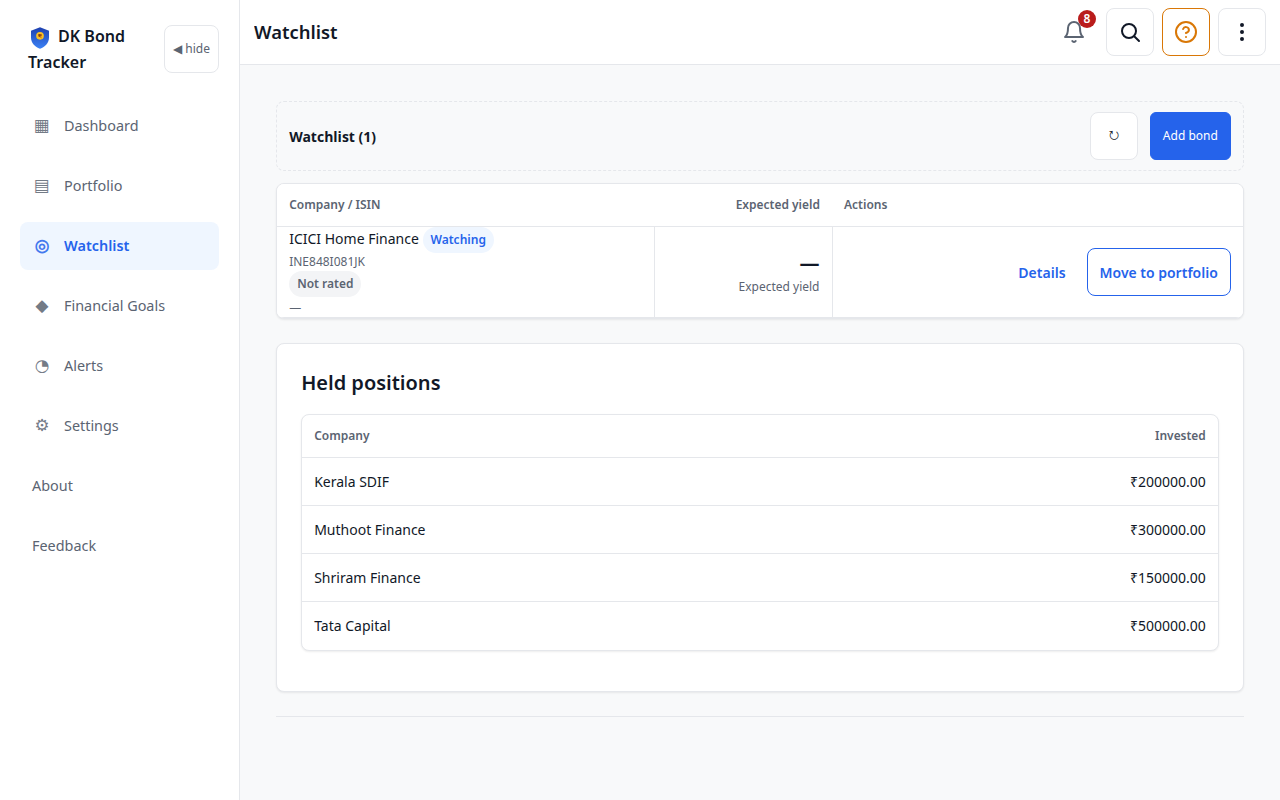 DK Bond
Tracker
◀ hide
Dashboard
Portfolio
Watchlist
Financial Goals
Alerts
Settings
About
Feedback
Watchlist
8
Watchlist (1)
Add bond
Company / ISIN Expected yield Actions
ICICI Home Finance Watching
INE848I081JK
Not rated
—
—
Expected yield
Details Move to portfolio
Held positions
Company Invested
Kerala SDIF ₹200000.00
Muthoot Finance ₹300000.00
Shriram Finance ₹150000.00
Tata Capital ₹500000.00